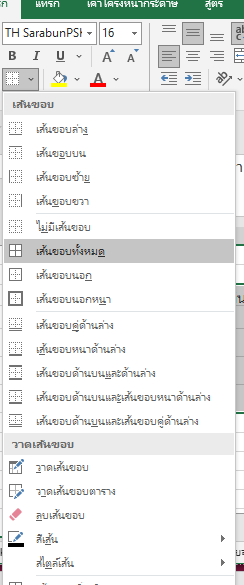 แทรก เค้าโครงหน้ากระดาษ สูตร
TH SarabunPSK 16
เส้นขอบ
เส้นขอบล่าง
เส้นขอบบน
เส้นขอบซ้าย
เส้นขอบขวา
ไม่มีเส้นขอบ
เส้นขอบทั้งหมด
เส้นขอบนอก
เส้นขอบนอกหนา
เส้นขอบคู่ด้านล่าง
เส้นขอบหนาด้านล่าง
เส้นขอบด้านบนและด้านล่าง
เส้นขอบด้านบนและเส้นขอบหนาด้านล่าง
เส้นขอบด้านบนและเส้นขอบคู่ด้านล่าง
วาดเส้นขอบ
วาดเส้นขอบ
วาดเส้นขอบตาราง
ลบเส้นขอบ
สีเส้น
สไตล์เส้น